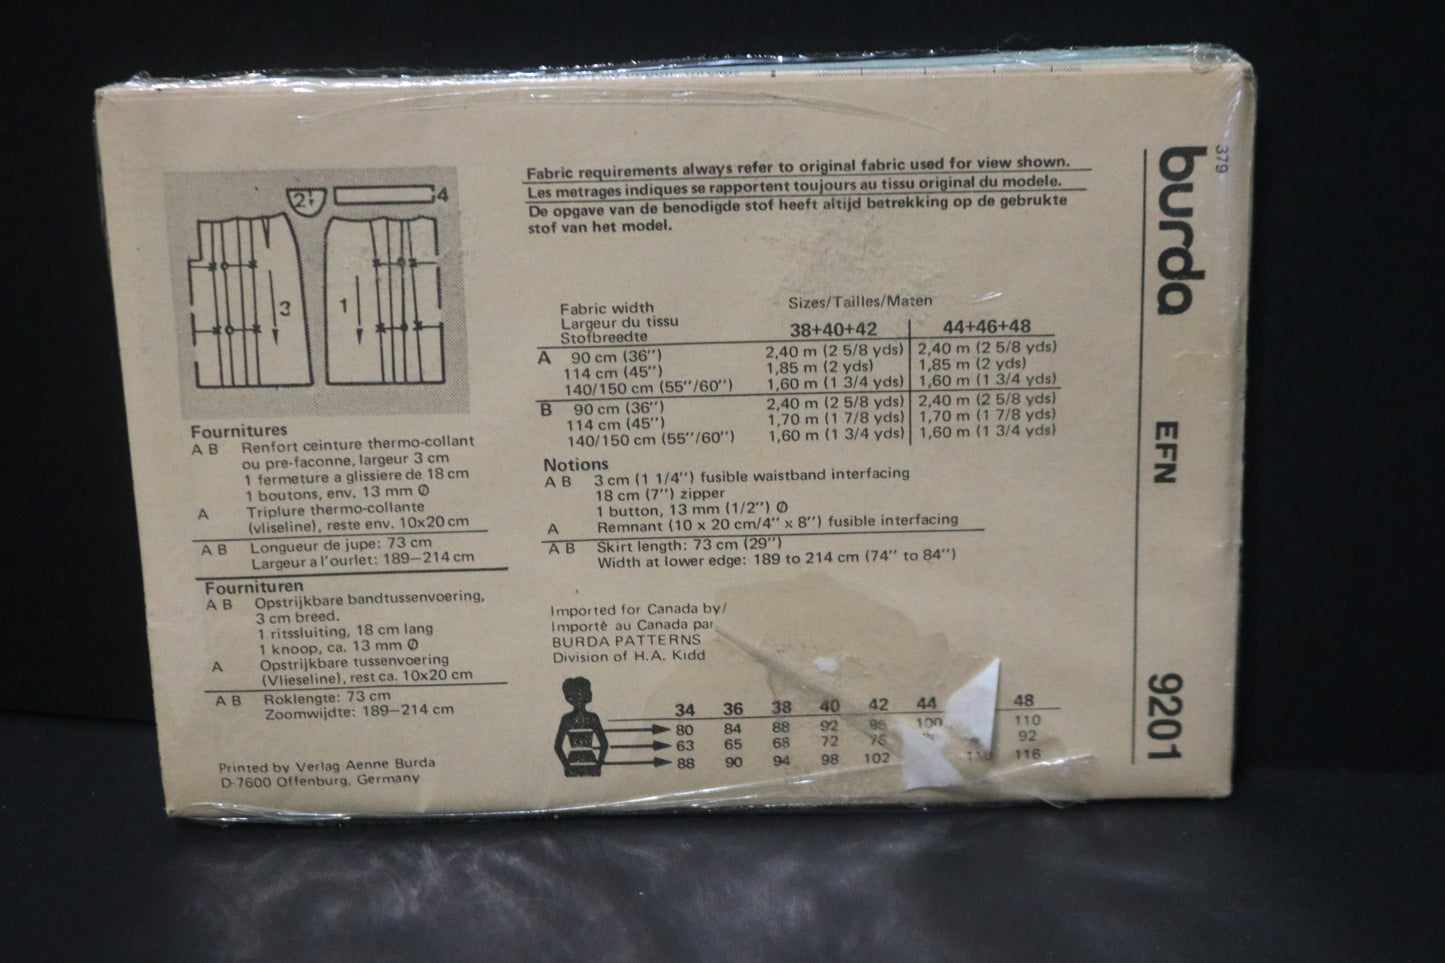 Fabric requirements always refer to original fabric used for view shown.
Les metrages indiques se rapportent toujours au tissu original du modele.
De opgave van de benodigde stof heeft altijd betrekking op de gebruikte
stof van het model.
2
4
3
1
Fabric width
Largeur du tissu
Stofbreedte
Sizes/Tailles/Maten
38+40+42 44+46+48
A 90 cm (36'') 2,40 m (2 5/8 yds) 2,40 m (2 5/8 yds)
114 cm (45'') 1,85 m (2 yds) 1,85 m (2 yds)
140/150 cm (55''/60'') 1,60 m (1 3/4 yds) 1,60 m (1 3/4 yds)
B 90 cm (36'') 2,40 m (2 5/8 yds) 2,40 m (2 5/8 yds)
114 cm (45'') 1,70 m (1 7/8 yds) 1,70 m (1 7/8 yds)
140/150 cm (55''/60'') 1,60 m (1 3/4 yds) 1,60 m (1 3/4 yds)
Notions
A B 3 cm (1 1/4'') fusible waistband interfacing
18 cm (7'') zipper
1 button, 13 mm (1/2'') Ø
A Remnant (10 x 20 cm/4'' x 8'') fusible interfacing
A B Skirt length: 73 cm (29'')
Width at lower edge: 189 to 214 cm (74'' to 84'')
Fournitures
A B Renfort ceinture thermo-collant
ou pre-faconne, largeur 3 cm
1 fermeture a glissiere de 18 cm
1 boutons, env. 13 mm Ø
A Triplure thermo-collante
(vliseline), reste env. 10x20 cm
A B Longueur de jupe: 73 cm
Largeur a l'ourlet: 189–214 cm
Fournituren
A B Opstrijkbare bandtussenvoering,
3 cm breed.
1 ritssluiting, 18 cm lang
1 knoop, ca. 13 mm Ø
A Opstrijkbare tussenvoering
(Vlieseline), rest ca. 10x20 cm
A B Roklengte: 73 cm
Zoomwijdte: 189–214 cm
Printed by Verlag Aenne Burda
D-7600 Offenburg, Germany
Imported for Canada by/
Importè au Canada par
BURDA PATTERNS
Division of H.A. Kidd
34 36 38 40 42 44 48
80 84 88 92 96 100 110
63 65 68 72 76 92
88 90 94 98 102 116
379
burda
EFN
9201